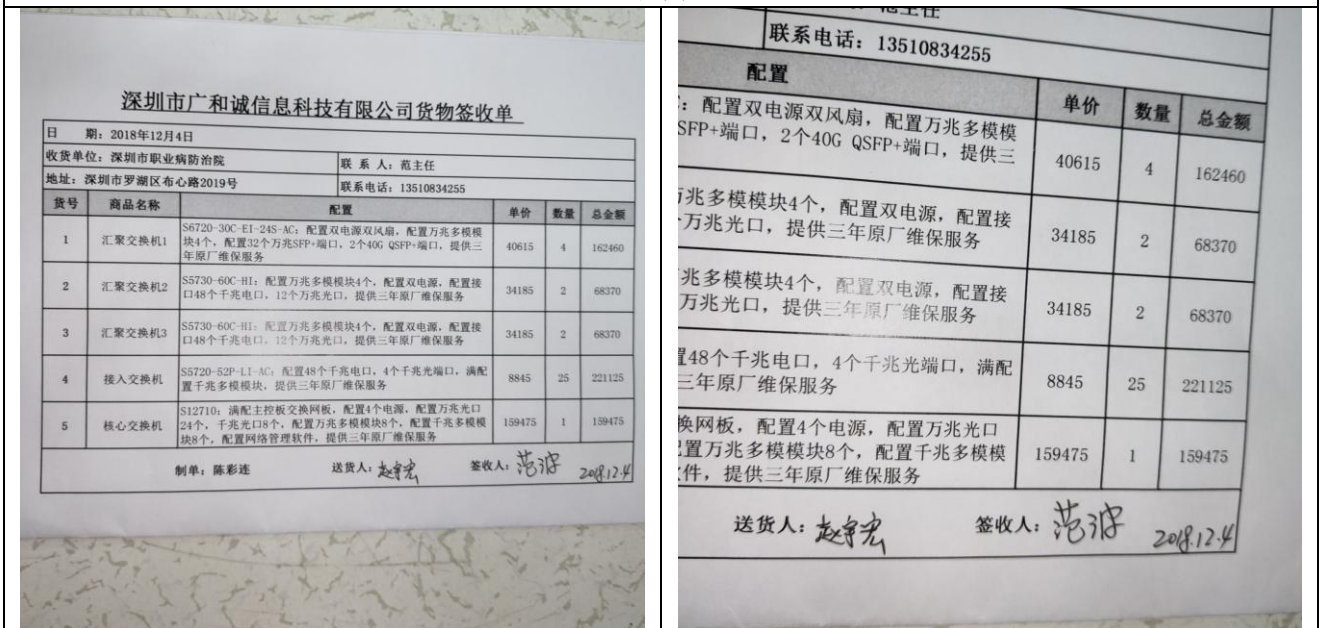 深圳市广和诚信息科技有限公司货物签收单
日 期：2018年12月4日
收货单位：深圳市职业病防治院 联 系 人：范主任
地址：深圳市罗湖区布心路2019号 联系电话：13510834255
货号 商品名称 配置 单价 数量 总金额
1 汇聚交换机1 S6720-30C-EI-24S-AC：配置双电源双风扇，配置万兆多模模
块4个，配置32个万兆SFP+端口，2个40G QSFP+端口，提供三
年原厂维保服务 40615 4 162460
2 汇聚交换机2 S5730-60C-HI：配置万兆多模模块4个，配置双电源，配置接
口48个千兆电口，12个万兆光口，提供三年原厂维保服务 34185 2 68370
3 汇聚交换机3 S5730-60C-HI：配置万兆多模模块4个，配置双电源，配置接
口48个千兆电口，12个万兆光口，提供三年原厂维保服务 34185 2 68370
4 接入交换机 S5720-52P-LI-AC：配置48个千兆电口，4个千兆光端口，满配
置千兆多模模块，提供三年原厂维保服务 8845 25 221125
5 核心交换机 S12710：满配主控板交换网板，配置4个电源，配置万兆光口
24个，千兆光口8个，配置万兆多模模块8个，配置千兆多模模
块8个，配置网络管理软件，提供三年原厂维保服务 159475 1 159475
制单：陈彩连 送货人：赵宇宏 签收人：范波 2018.12.4
范主任
联系电话：13510834255
配置 单价 数量 总金额
：配置双电源双风扇，配置万兆多模模
SFP+端口，2个40G QSFP+端口，提供三 40615 4 162460
万兆多模模块4个，配置双电源，配置接
个万兆光口，提供三年原厂维保服务 34185 2 68370
兆多模模块4个，配置双电源，配置接
万兆光口，提供三年原厂维保服务 34185 2 68370
置48个千兆电口，4个千兆光端口，满配
三年原厂维保服务 8845 25 221125
换网板，配置4个电源，配置万兆光口
配置万兆多模模块8个，配置千兆多模模
件，提供三年原厂维保服务 159475 1 159475
送货人：赵宇宏 签收人：范波 2018.12.4